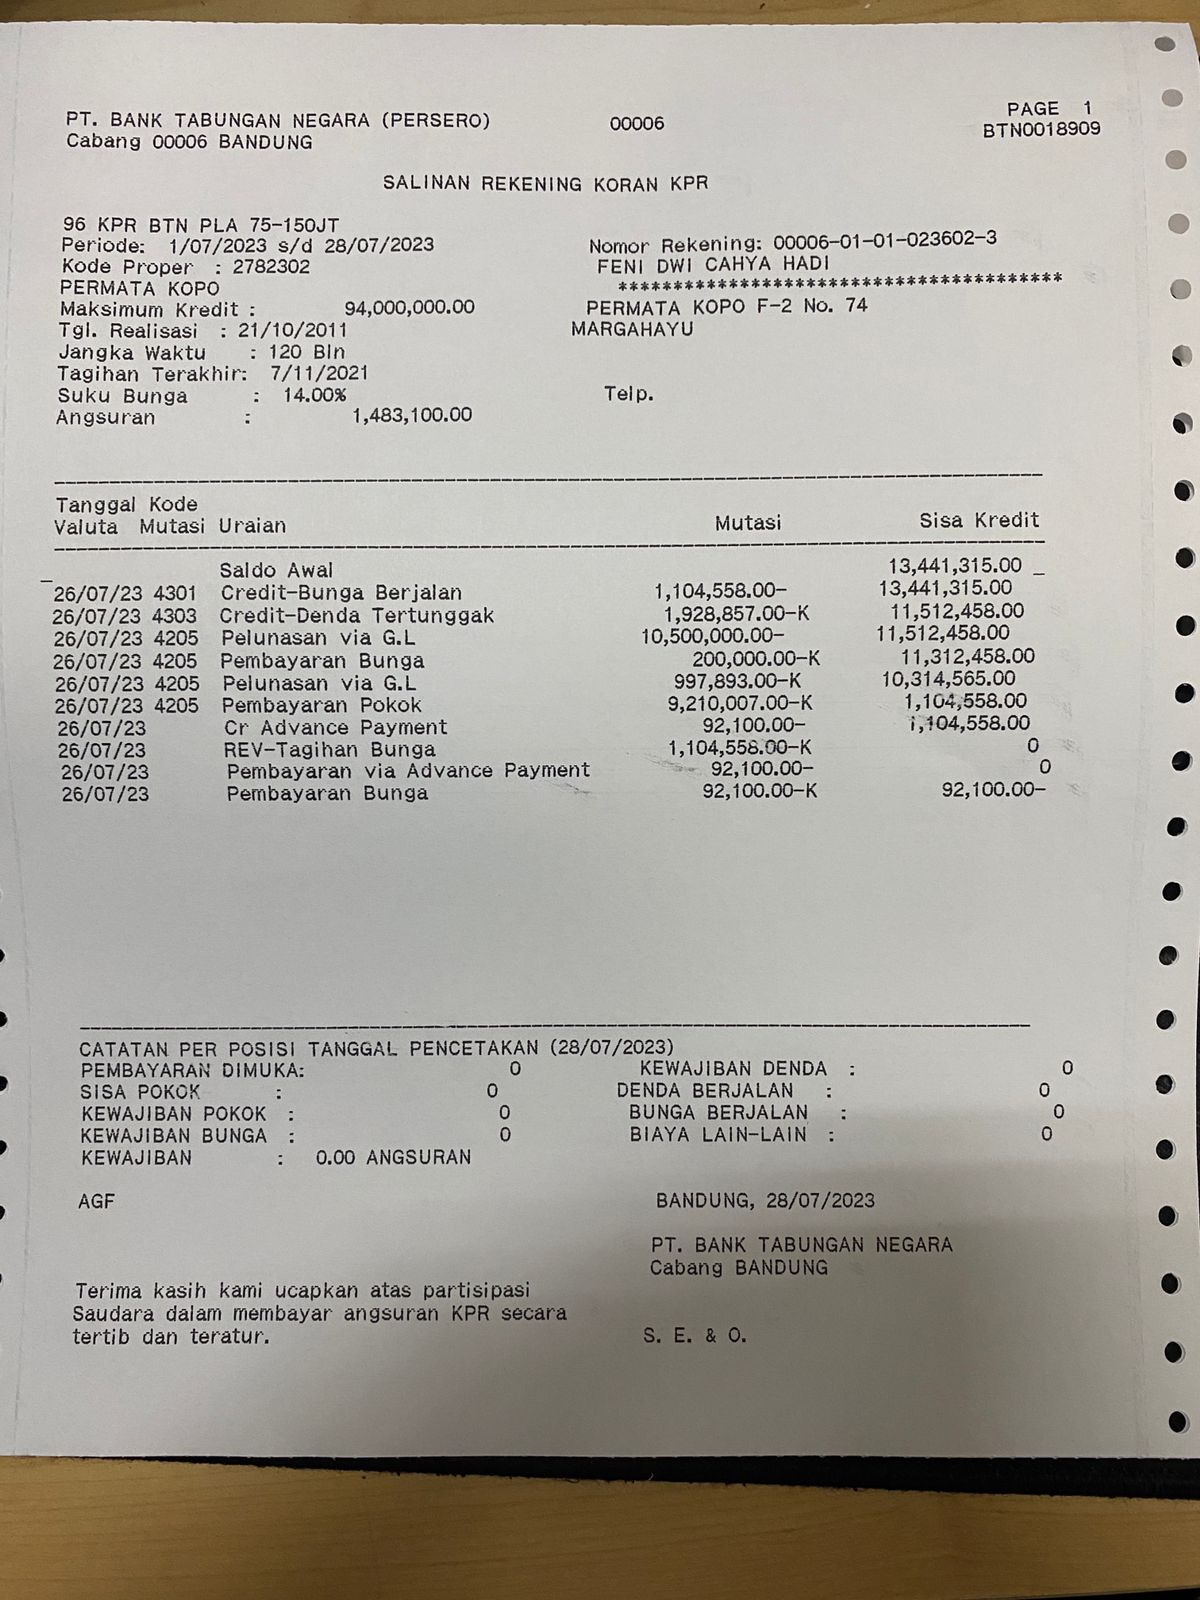 PAGE 1
PT. BANK TABUNGAN NEGARA (PERSERO) 00006 BTN0018909
Cabang 00006 BANDUNG
SALINAN REKENING KORAN KPR
96 KPR BTN PLA 75-150JT
Periode: 1/07/2023 s/d 28/07/2023 Nomor Rekening: 00006-01-01-023602-3
Kode Proper : 2782302 FENI DWI CAHYA HADI
PERMATA KOPO ****************************************
Maksimum Kredit : 94,000,000.00 PERMATA KOPO F-2 No. 74
Tgl. Realisasi : 21/10/2011 MARGAHAYU
Jangka Waktu : 120 Bln
Tagihan Terakhir: 7/11/2021
Suku Bunga : 14.00% Telp.
Angsuran : 1,483,100.00
Tanggal Kode
Valuta Mutasi Uraian Mutasi Sisa Kredit
Saldo Awal 13,441,315.00 _
26/07/23 4301 Credit-Bunga Berjalan 1,104,558.00- 13,441,315.00
26/07/23 4303 Credit-Denda Tertunggak 1,928,857.00-K 11,512,458.00
26/07/23 4205 Pelunasan via G.L 10,500,000.00- 11,512,458.00
26/07/23 4205 Pembayaran Bunga 200,000.00-K 11,312,458.00
26/07/23 4205 Pelunasan via G.L 997,893.00-K 10,314,565.00
26/07/23 4205 Pembayaran Pokok 9,210,007.00-K 1,104,558.00
26/07/23 Cr Advance Payment 92,100.00- 1,104,558.00
26/07/23 REV-Tagihan Bunga 1,104,558.00-K 0
26/07/23 Pembayaran via Advance Payment 92,100.00- 0
26/07/23 Pembayaran Bunga 92,100.00-K 92,100.00-
CATATAN PER POSISI TANGGAL PENCETAKAN (28/07/2023)
PEMBAYARAN DIMUKA: 0 KEWAJIBAN DENDA : 0
SISA POKOK : 0 DENDA BERJALAN : 0
KEWAJIBAN POKOK : 0 BUNGA BERJALAN : 0
KEWAJIBAN BUNGA : 0 BIAYA LAIN-LAIN : 0
KEWAJIBAN : 0.00 ANGSURAN
AGF BANDUNG, 28/07/2023
PT. BANK TABUNGAN NEGARA
Cabang BANDUNG
Terima kasih kami ucapkan atas partisipasi
Saudara dalam membayar angsuran KPR secara
tertib dan teratur. S. E. & O.